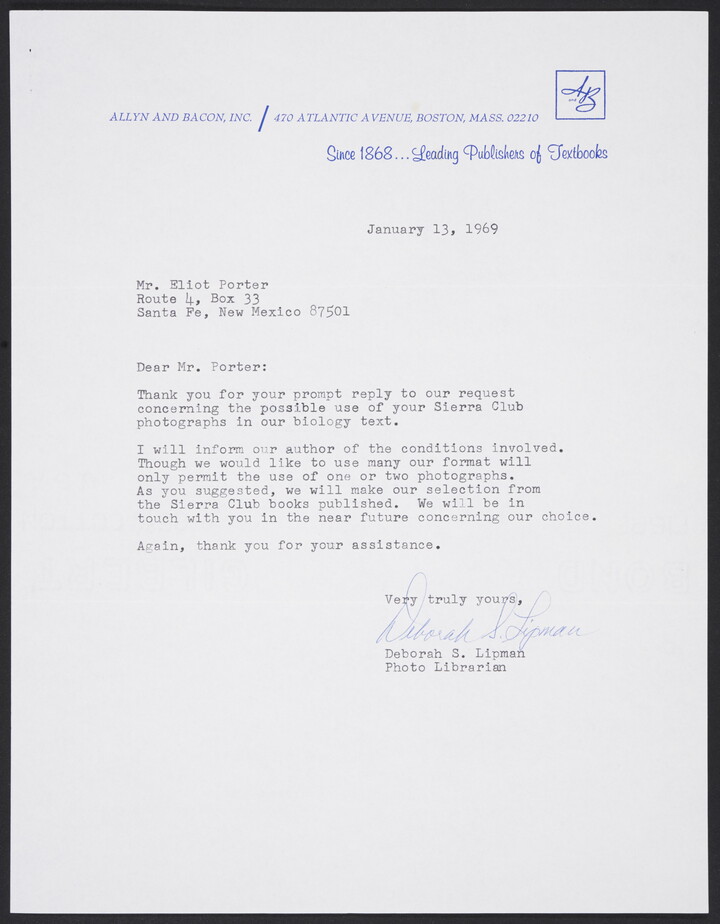 A and B
ALLYN AND BACON, INC. / 470 ATLANTIC AVENUE, BOSTON, MASS. 02210
Since 1868...Leading Publishers of Textbooks
January 13, 1969
Mr. Eliot Porter
Route 4, Box 33
Santa Fe, New Mexico 87501
Dear Mr. Porter:
Thank you for your prompt reply to our request
concerning the possible use of your Sierra Club
photographs in our biology text.
I will inform our author of the conditions involved.
Though we would like to use many our format will
only permit the use of one or two photographs.
As you suggested, we will make our selection from
the Sierra Club books published.  We will be in
touch with you in the near future concerning our choice.
Again, thank you for your assistance.
Very truly yours,
Deborah S. Lipman
Deborah S. Lipman
Photo Librarian